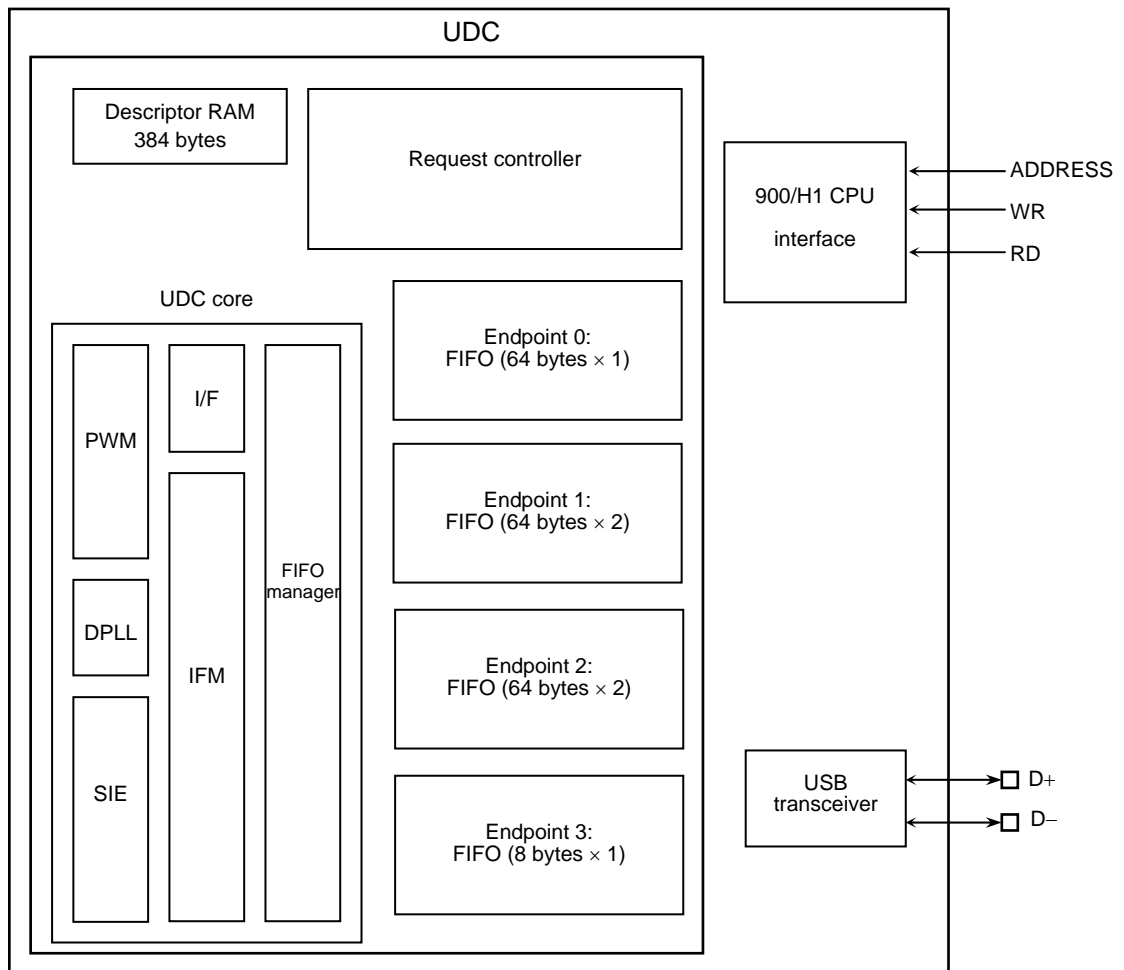 UDC
Descriptor RAM
384 bytes
Request controller
900/H1 CPU
interface
ADDRESS
WR
RD
UDC core
PWM
I/F
FIFO
manager
DPLL
IFM
SIE
Endpoint 0:
FIFO (64 bytes × 1)
Endpoint 1:
FIFO (64 bytes × 2)
Endpoint 2:
FIFO (64 bytes × 2)
Endpoint 3:
FIFO (8 bytes × 1)
USB
transceiver
D+
D−